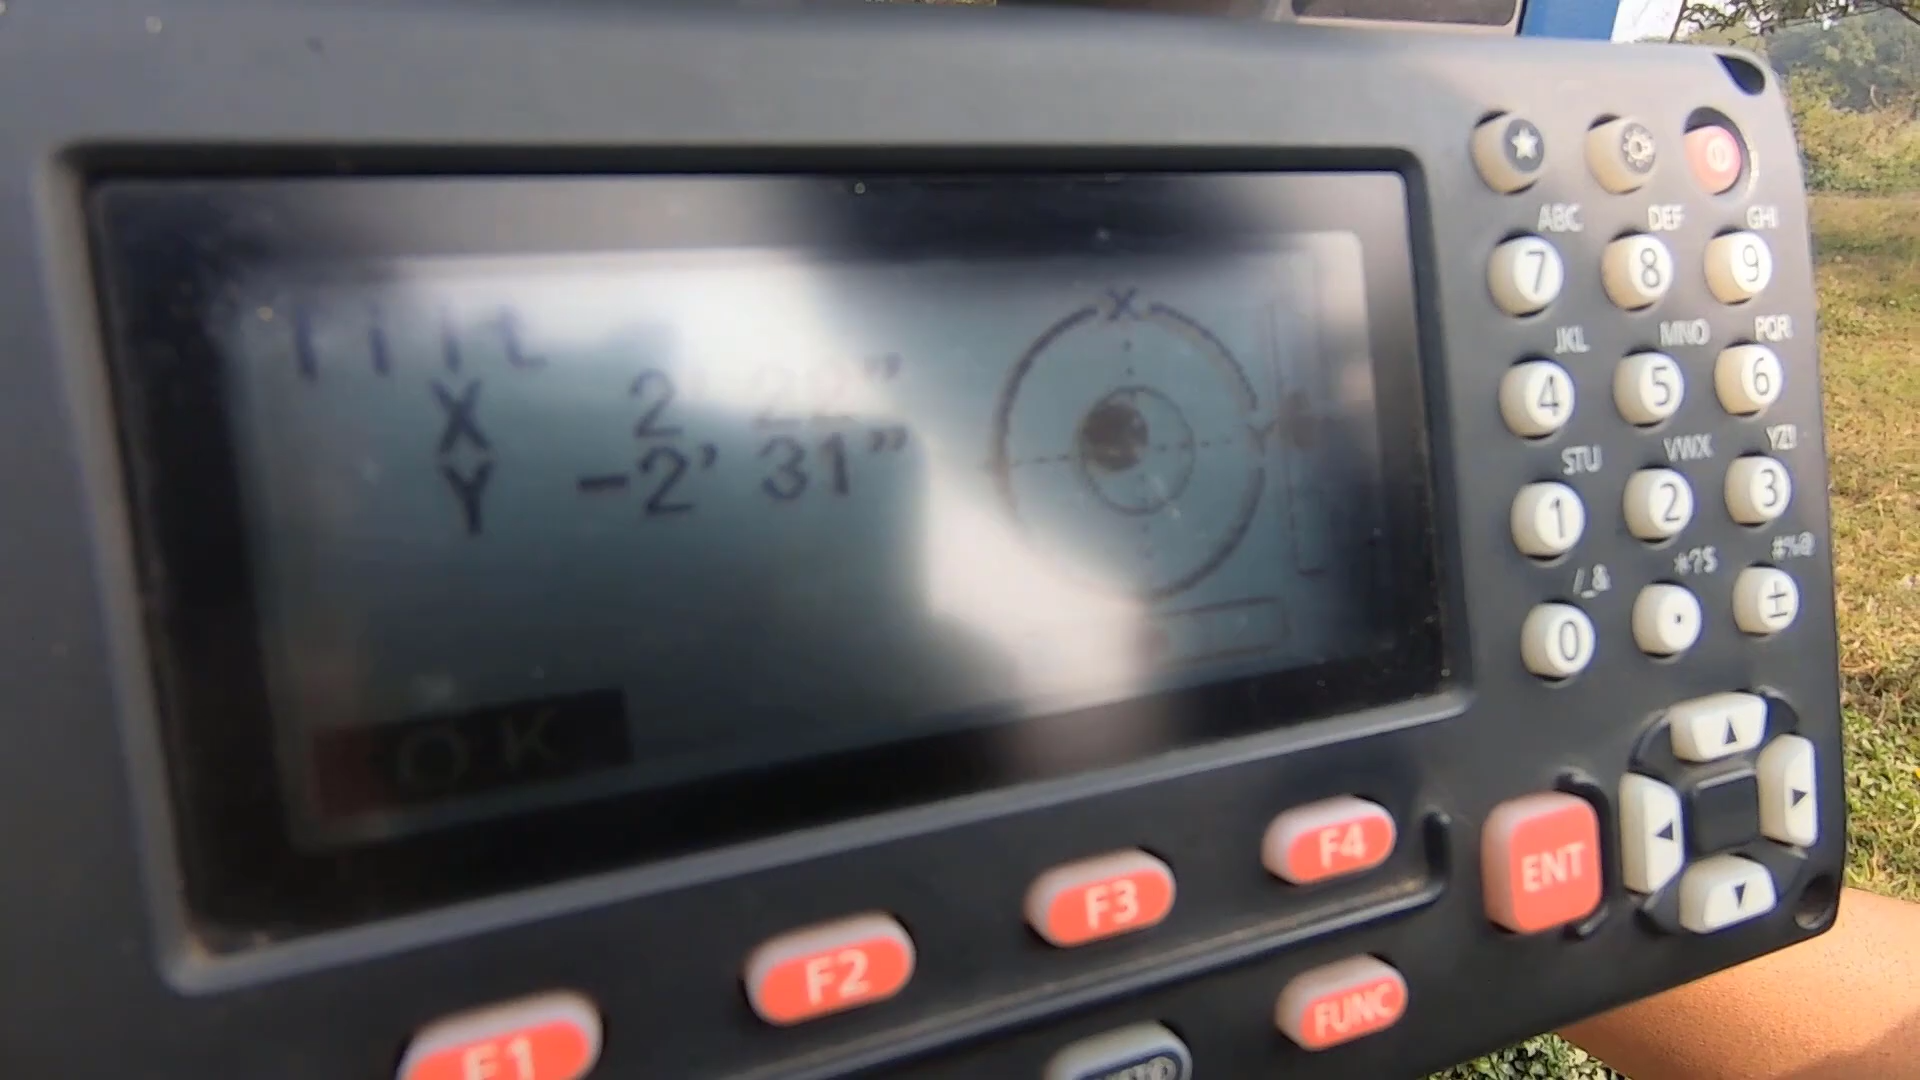 Tilt
X
X 2'
Y -2' 31"
Y
OK
ABC DEF GHI
7 8 9
JKL MNO PQR
4 5 6
STU VWX YZ
1 2 3
/_& *?$ #%@
0 . ±
F1 F2 F3 F4 ENT
FUNC